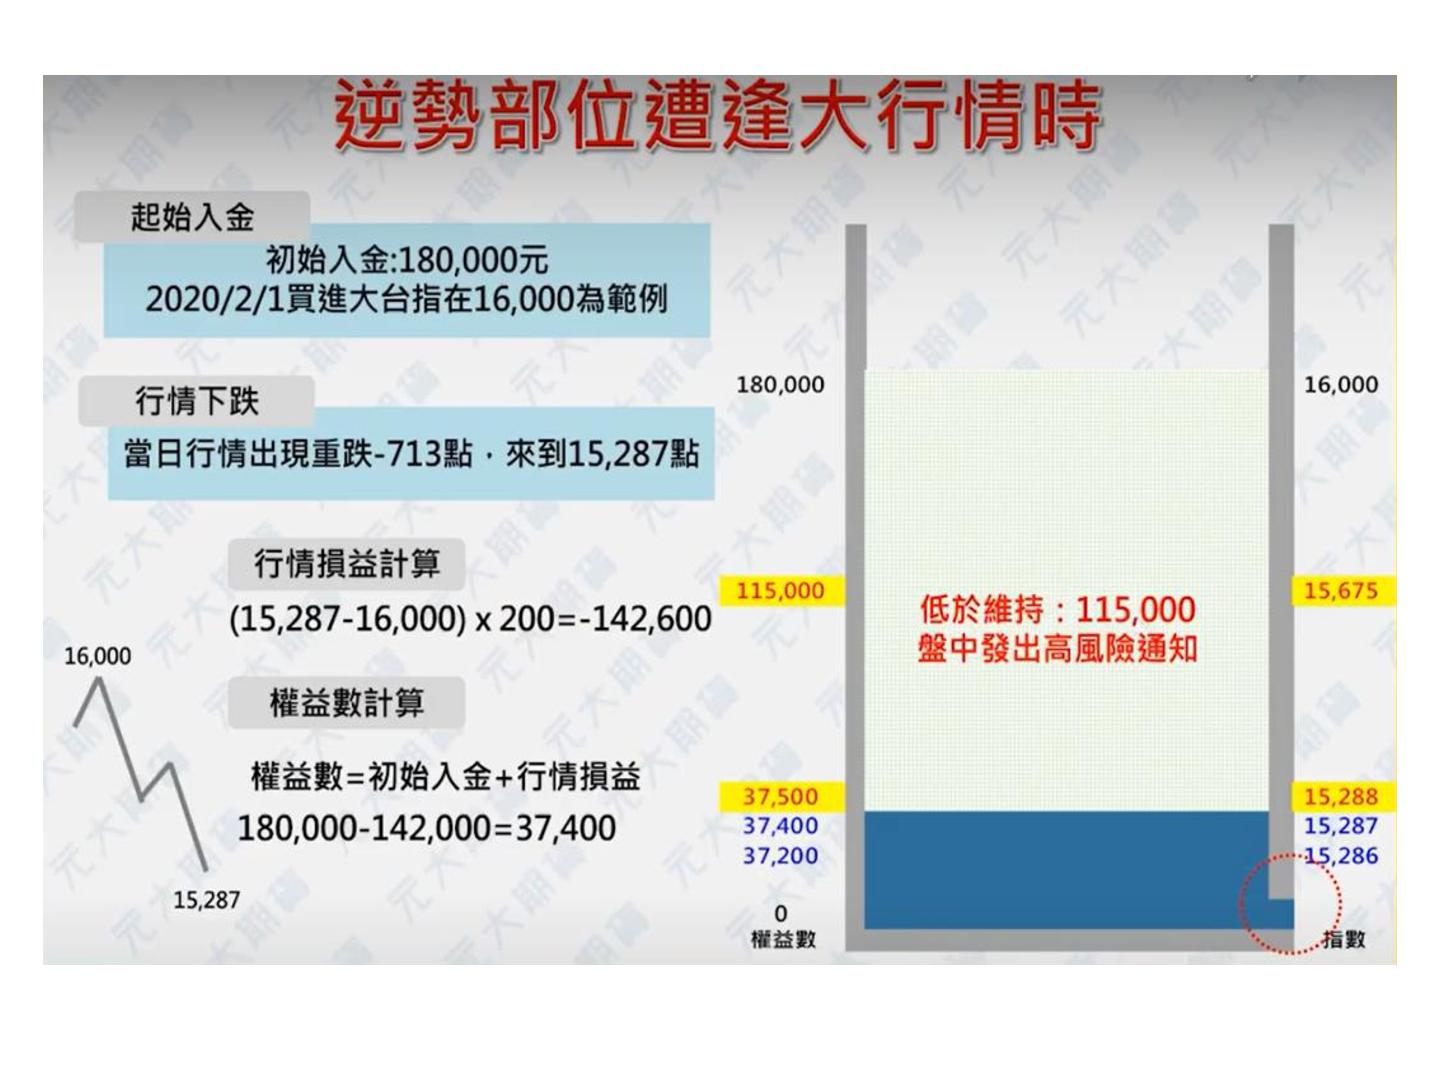 逆勢部位遭逢大行情時
起始入金
初始入金:180,000元
2020/2/1買進大台指在16,000為範例
行情下跌
當日行情出現重跌-713點，來到15,287點
行情損益計算
(15,287-16,000) x 200=-142,600
權益數計算
權益數=初始入金+行情損益
180,000-142,000=37,400
16,000
15,287
180,000
16,000
115,000
15,675
低於維持：115,000
盤中發出高風險通知
37,500
15,288
37,400
15,287
37,200
15,286
0
權益數
指數
元大期貨